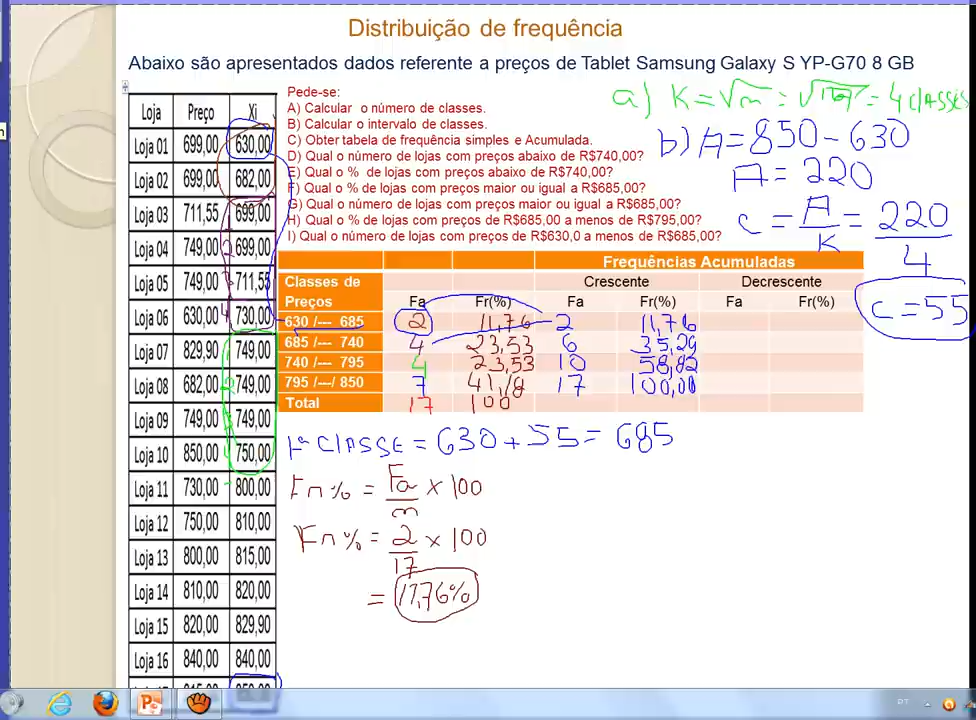 Distribuição de frequência
Abaixo são apresentados dados referente a preços de Tablet Samsung Galaxy S YP-G70 8 GB
Pede-se:
A) Calcular o número de classes.
B) Calcular o intervalo de classes.
C) Obter tabela de frequência simples e Acumulada.
D) Qual o número de lojas com preços abaixo de R$740,00?
E) Qual o % de lojas com preços abaixo de R$740,00?
F) Qual o % de lojas com preços maior ou igual a R$685,00?
G) Qual o número de lojas com preços maior ou igual a R$685,00?
H) Qual o % de lojas com preços de R$685,00 a menos de R$795,00?
I) Qual o número de lojas com preços de R$630,0 a menos de R$685,00?
a) K = √n = √17 = 4 CLASSES
b) A = 850 - 630
A = 220
C = A/K = 220/4
C = 55
Loja Preço Xi
Loja 01 699,00 630,00
Loja 02 699,00 682,00
Loja 03 711,55 699,00
Loja 04 749,00 699,00
Loja 05 749,00 711,55
Loja 06 630,00 730,00
Loja 07 829,90 749,00
Loja 08 682,00 749,00
Loja 09 749,00 749,00
Loja 10 850,00 750,00
Loja 11 730,00 800,00
Loja 12 750,00 810,00
Loja 13 800,00 815,00
Loja 14 810,00 820,00
Loja 15 820,00 829,90
Loja 16 840,00 840,00
Frequências Acumuladas
Classes de Preços Crescente Decrescente
Fa Fr(%) Fa Fr(%) Fa Fr(%)
630 /--- 685 2 11,76 2 11,76
685 /--- 740 4 23,53 6 35,29
740 /--- 795 4 23,53 10 58,82
795 /---/ 850 7 41,18 17 100,00
Total 17 100
1ª CLASSE = 630 + 55 = 685
Fr% = Fa/n × 100
Fr% = 2/17 × 100
= 11,76%
PT